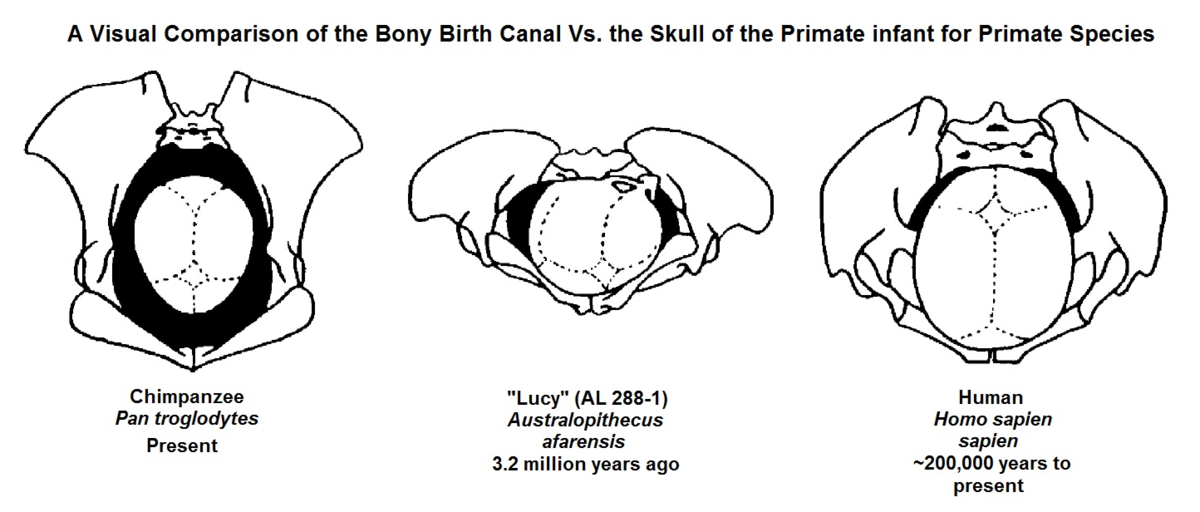 A Visual Comparison of the Bony Birth Canal Vs. the Skull of the Primate infant for Primate Species
Chimpanzee
Pan troglodytes
Present
"Lucy" (AL 288-1)
Australopithecus
afarensis
3.2 million years ago
Human
Homo sapien
sapien
~200,000 years to
present